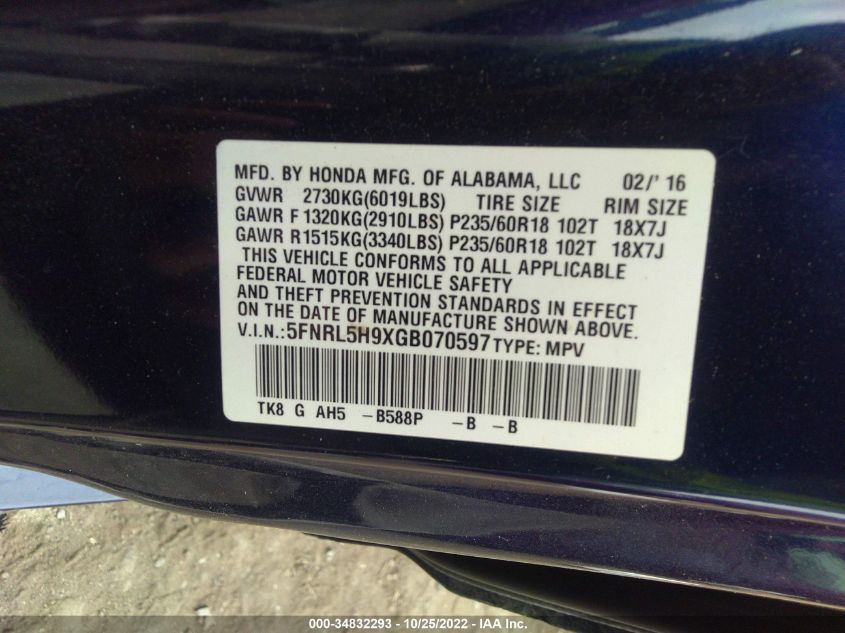 MFD. BY HONDA MFG. OF ALABAMA, LLC 02/' 16
GVWR 2730KG(6019LBS) TIRE SIZE RIM SIZE
GAWR F 1320KG(2910LBS) P235/60R18 102T 18X7J
GAWR R1515KG(3340LBS) P235/60R18 102T 18X7J
THIS VEHICLE CONFORMS TO ALL APPLICABLE
FEDERAL MOTOR VEHICLE SAFETY
AND THEFT PREVENTION STANDARDS IN EFFECT
ON THE DATE OF MANUFACTURE SHOWN ABOVE.
V.I.N.:5FNRL5H9XGB070597 TYPE: MPV
TK8 G AH5 -B588P -B -B
000-34832293 - 10/25/2022 - IAA Inc.